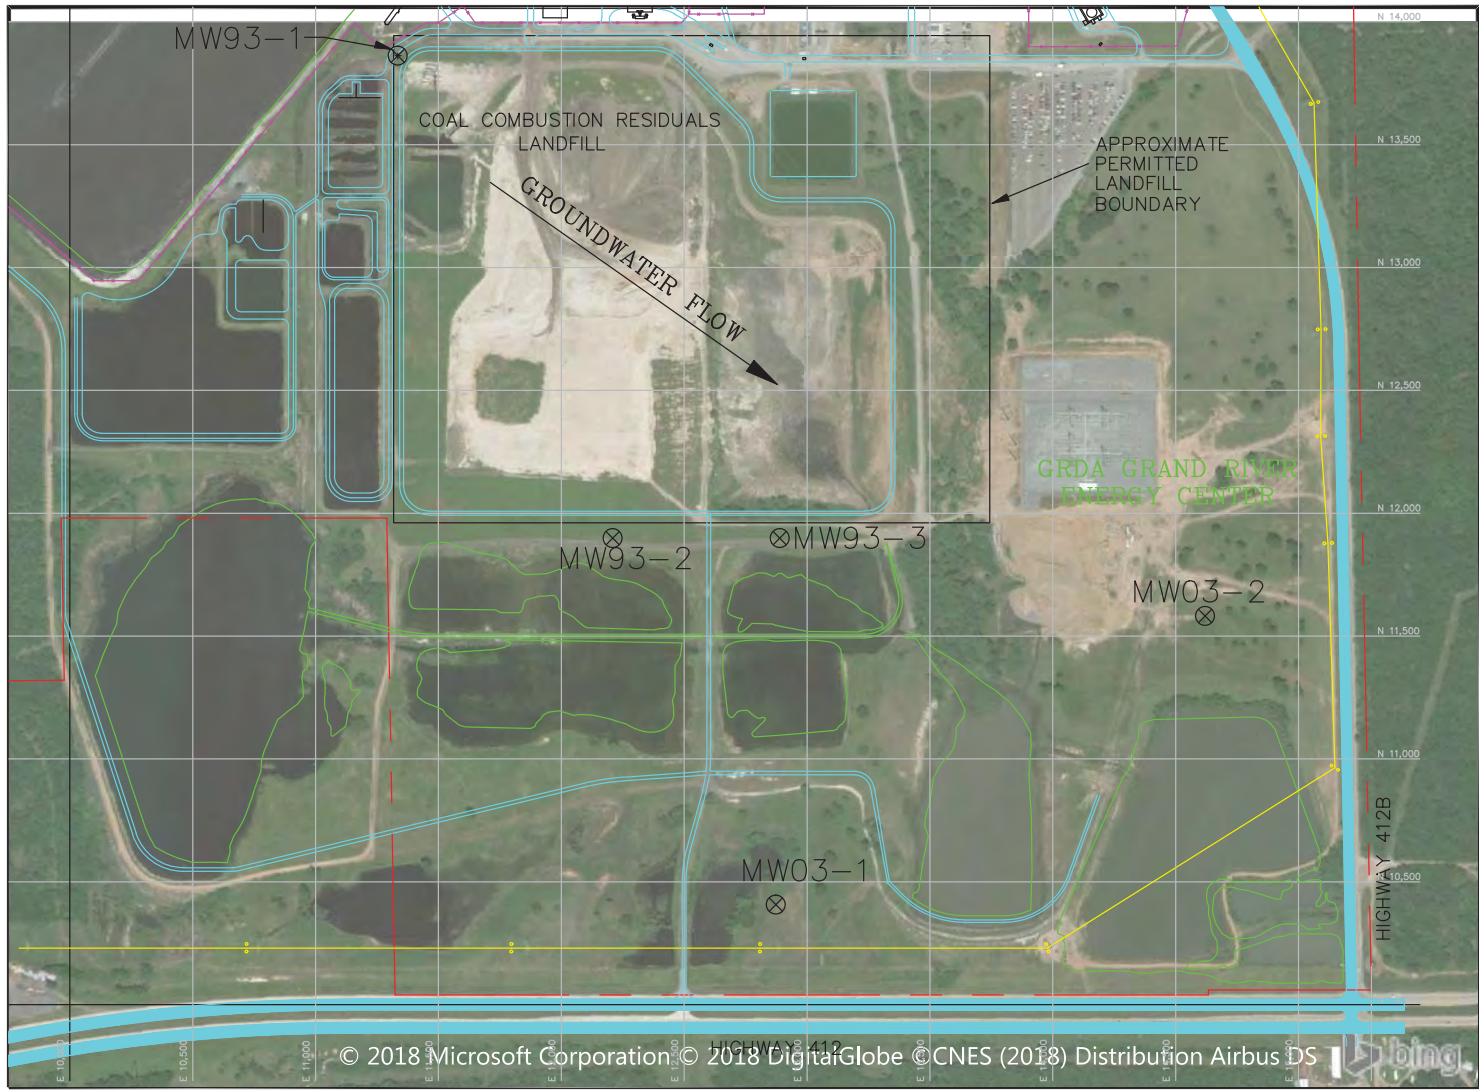 N 14,000
MW93-1
COAL COMBUSTION RESIDUALS
LANDFILL
N 13,500
APPROXIMATE
PERMITTED
LANDFILL
BOUNDARY
GROUNDWATER FLOW
N 13,000
N 12,500
GRDA GRAND RIVER
ENERGY CENTER
N 12,000
MW93-2
MW93-3
MW03-2
N 11,500
N 11,000
HIGHWAY 412B
MW03-1
10,500
E 10,500
E 11,000
HIGHWAY 412
© 2018 Microsoft Corporation © 2018 DigitalGlobe ©CNES (2018) Distribution Airbus DS
bing